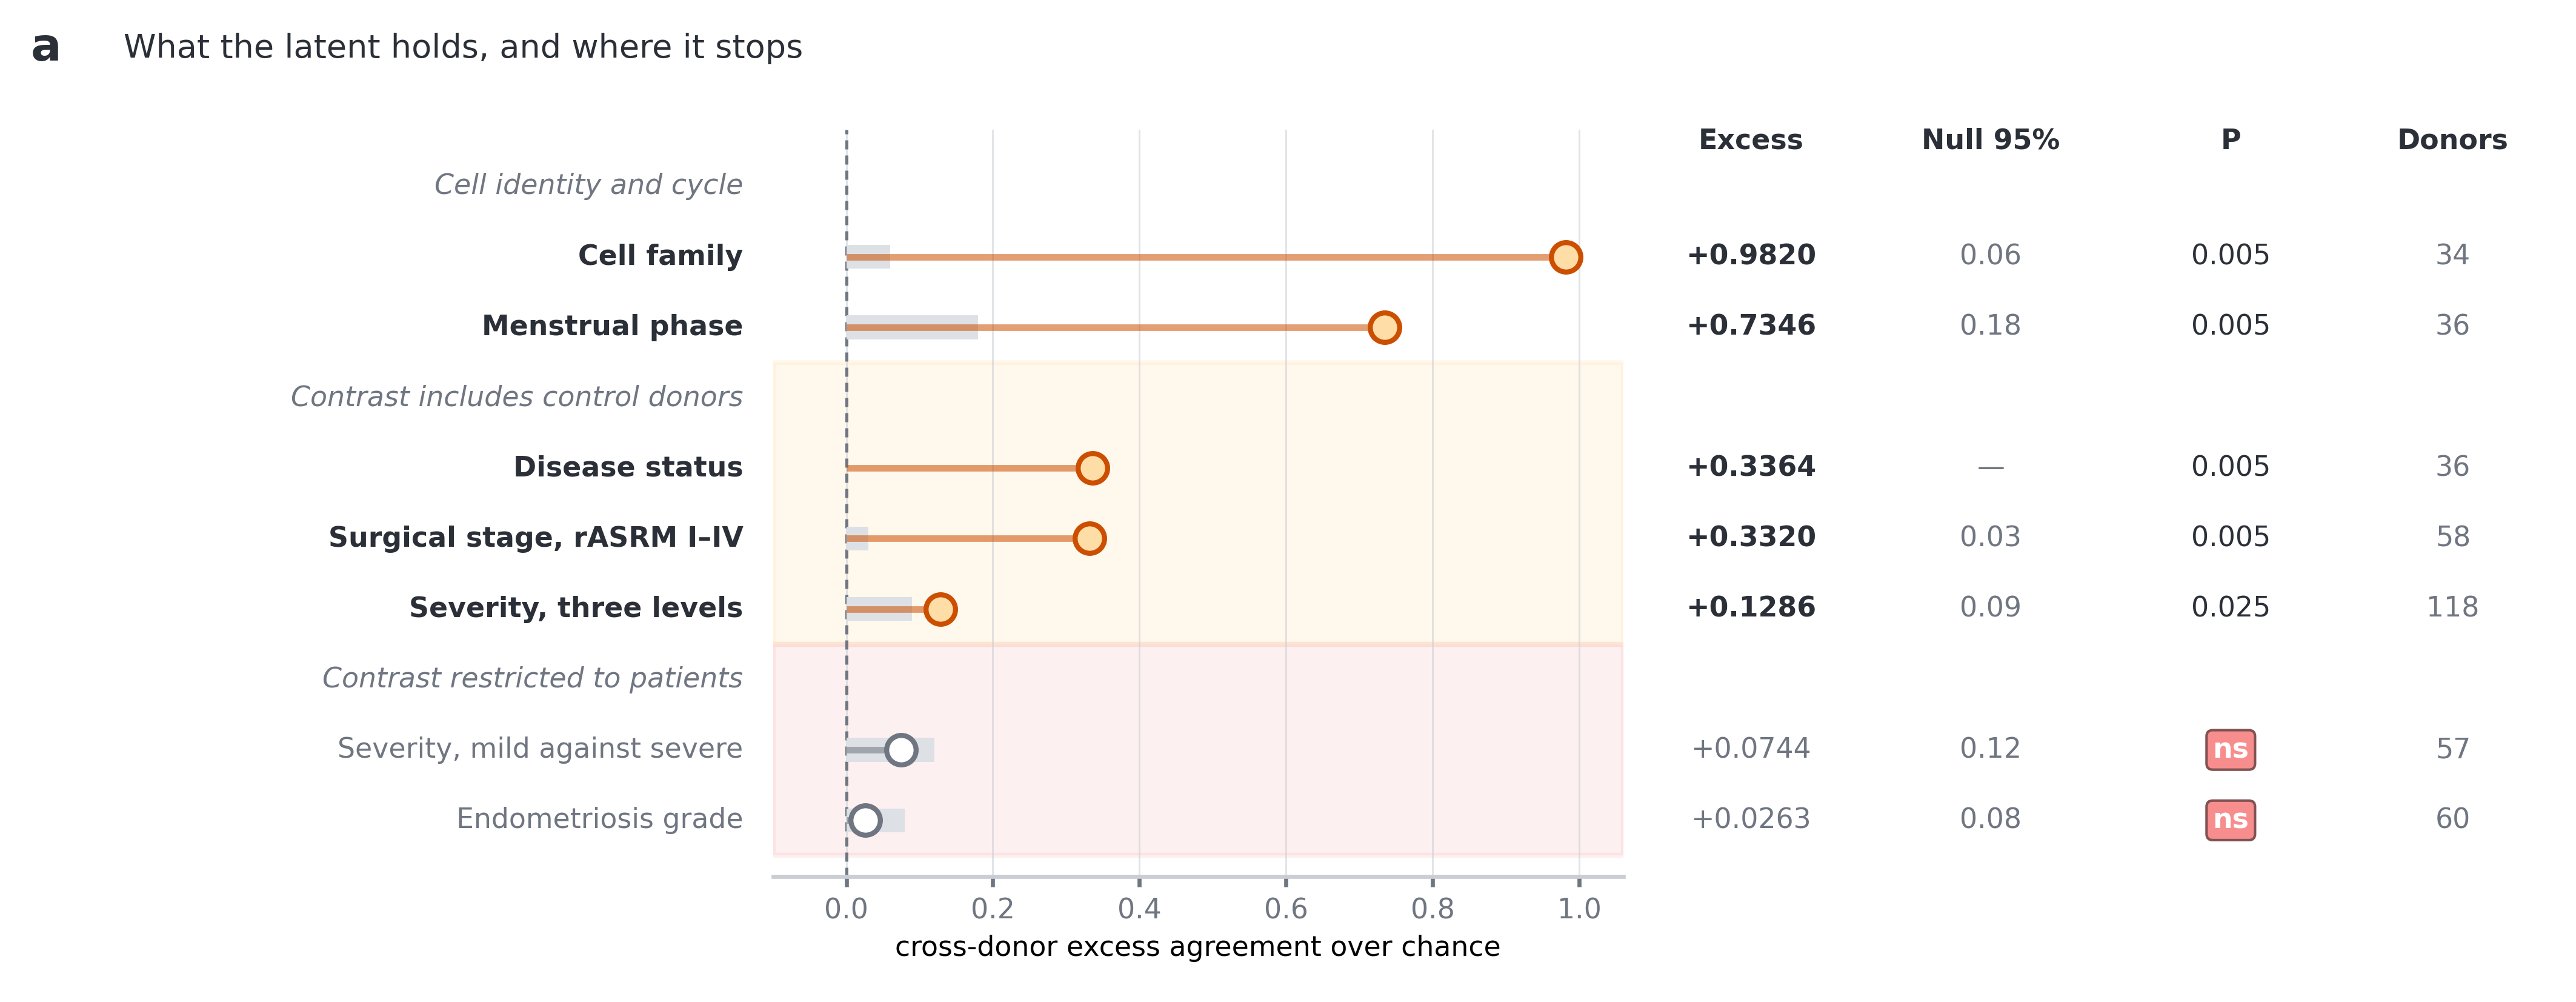 a What the latent holds, and where it stops
Excess Null 95% P Donors
Cell identity and cycle
Cell family +0.9820 0.06 0.005 34
Menstrual phase +0.7346 0.18 0.005 36
Contrast includes control donors
Disease status +0.3364 — 0.005 36
Surgical stage, rASRM I–IV +0.3320 0.03 0.005 58
Severity, three levels +0.1286 0.09 0.025 118
Contrast restricted to patients
Severity, mild against severe +0.0744 0.12 ns 57
Endometriosis grade +0.0263 0.08 ns 60
0.0 0.2 0.4 0.6 0.8 1.0
cross-donor excess agreement over chance